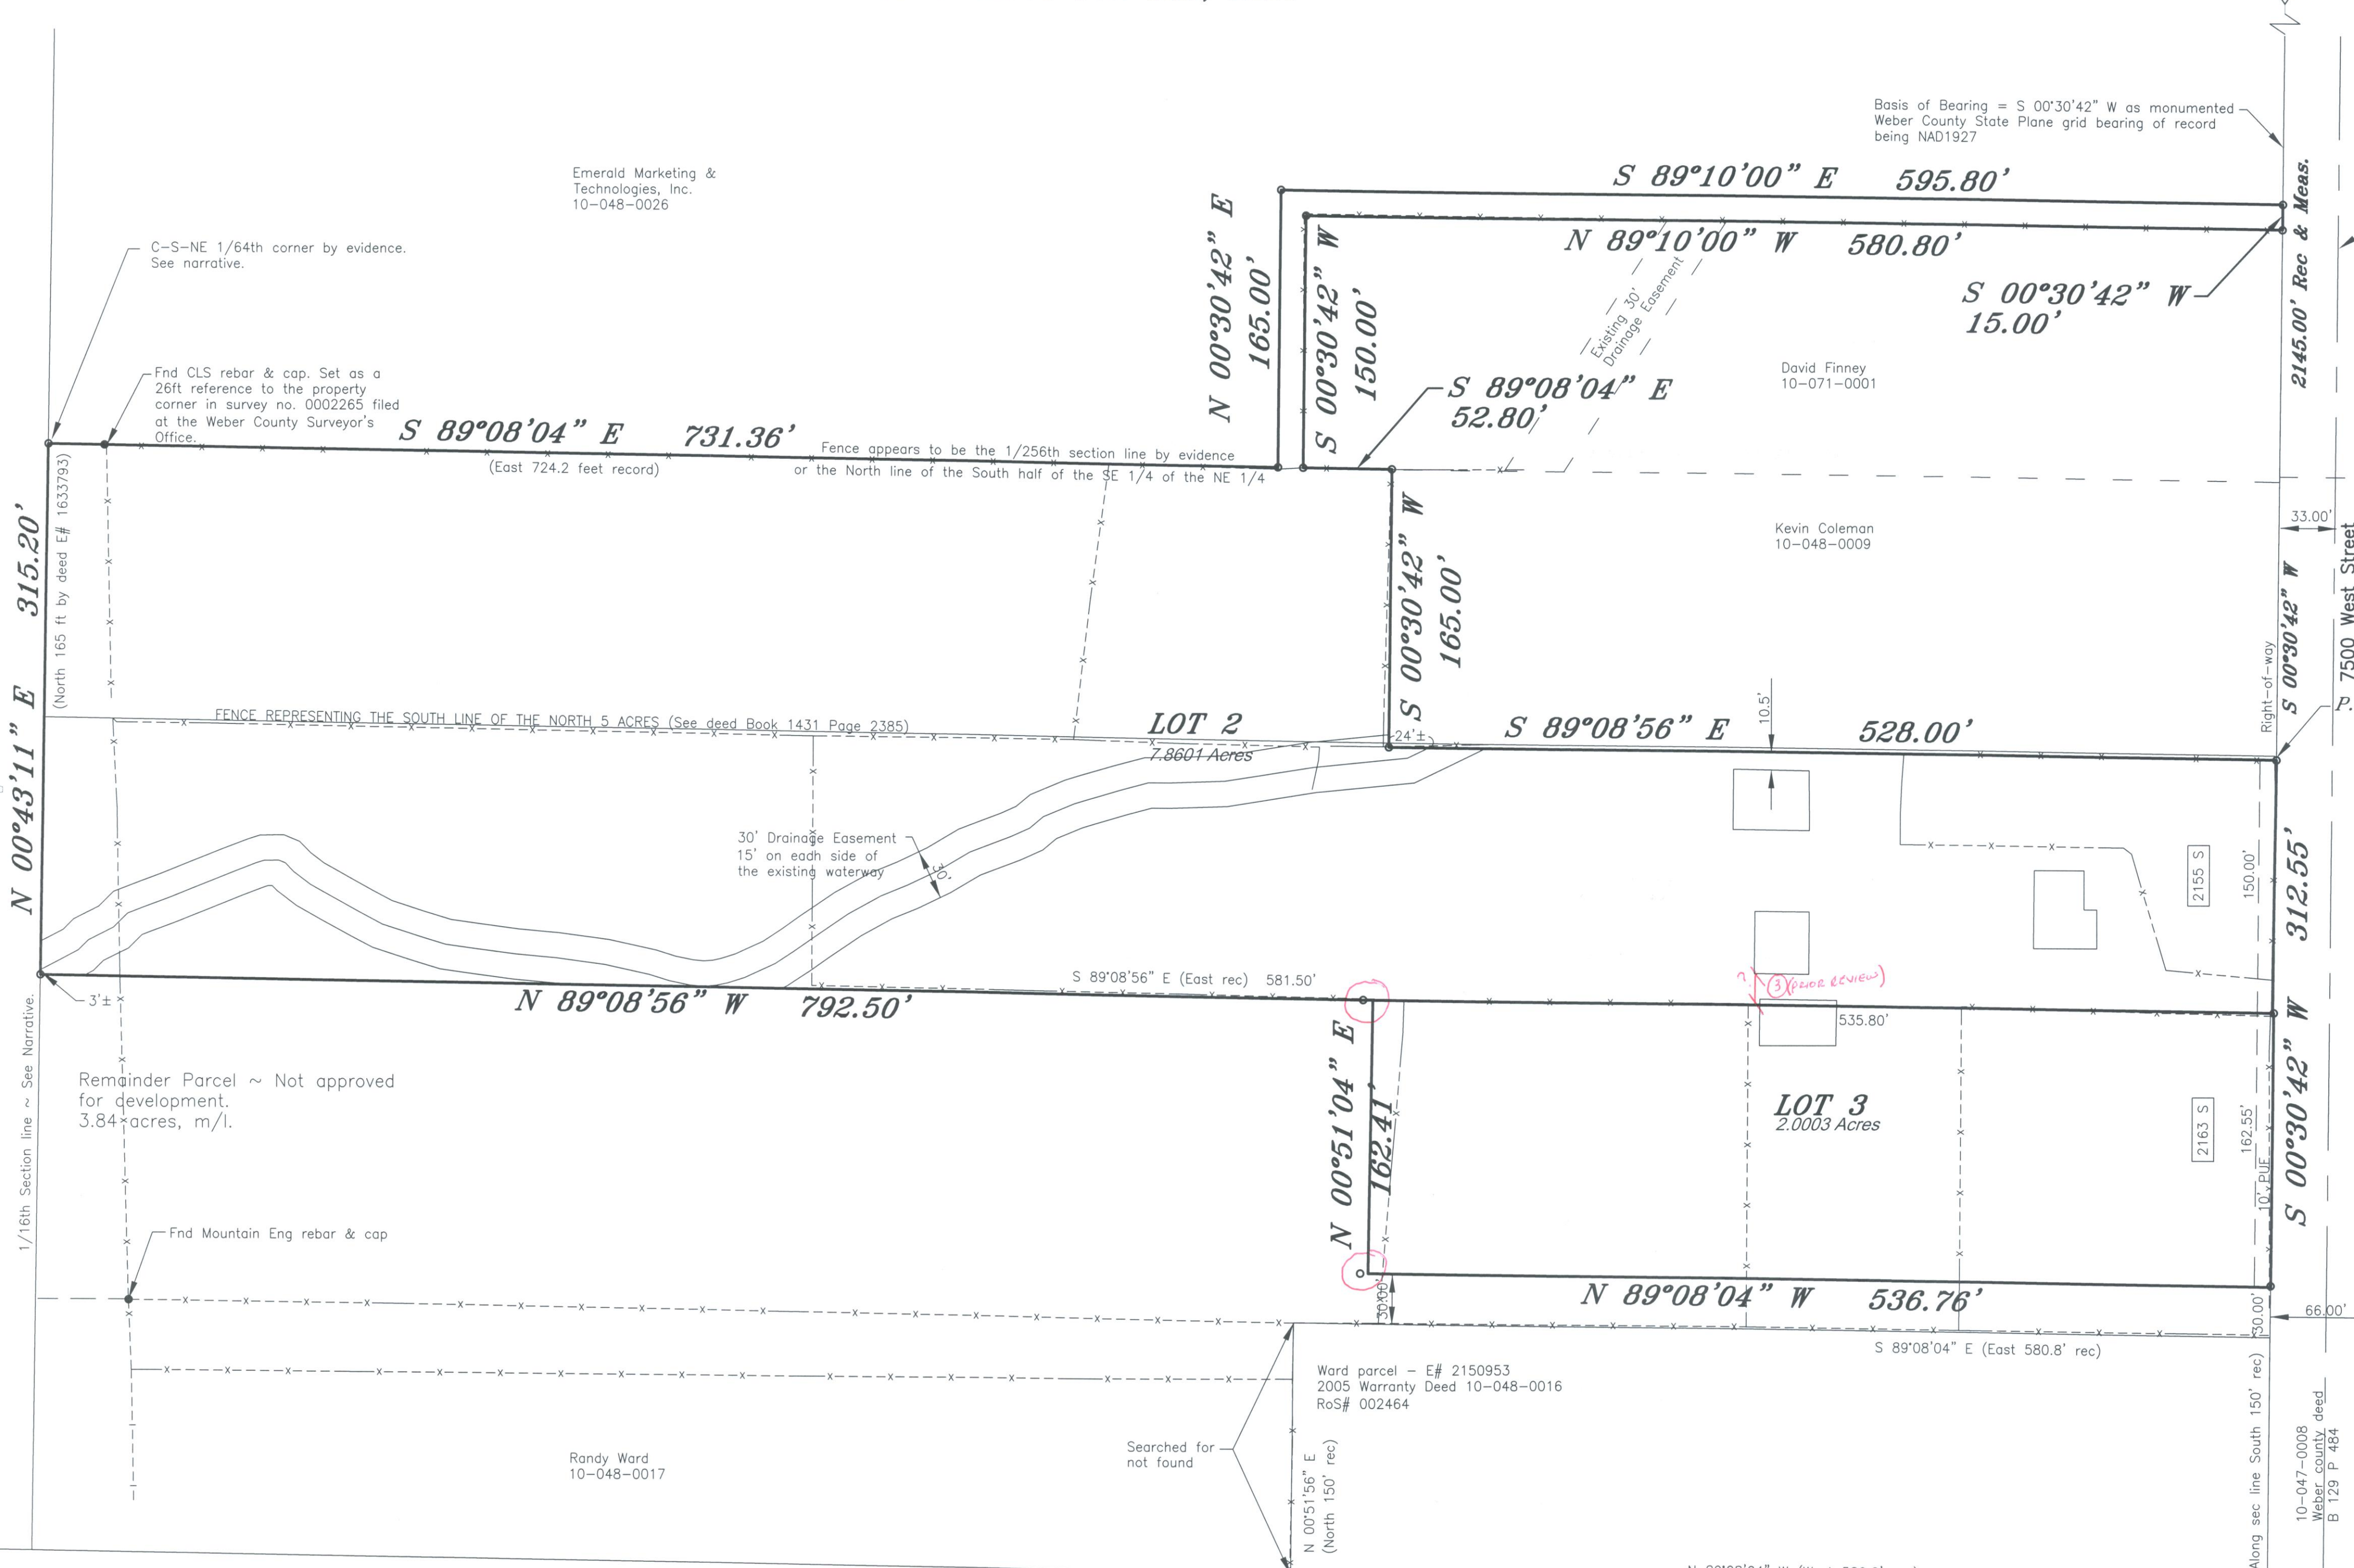 Basis of Bearing = S 00°30'42" W as monumented
Weber County State Plane grid bearing of record
being NAD1927
Emerald Marketing &
Technologies, Inc.
10-048-0026
S 89°10'00" E 595.80'
N 89°10'00" W 580.80'
S 00°30'42" W
15.00'
2145.00' Rec & Meas.
N 00°30'42" E
165.00'
S 00°30'42" W
150.00'
Existing 30'
Drainage Easement
David Finney
10-071-0001
S 89°08'04" E
52.80'
C-S-NE 1/64th corner by evidence.
See narrative.
Fnd CLS rebar & cap. Set as a
26ft reference to the property
corner in survey no. 0002265 filed
at the Weber County Surveyor's
Office.
S 89°08'04" E 731.36'
(East 724.2 feet record)
Fence appears to be the 1/256th section line by evidence
or the North line of the South half of the SE 1/4 of the NE 1/4
N 00°43'11" E 315.20'
(North 165 ft by deed E# 1633793)
Kevin Coleman
10-048-0009
33.00'
7500 West Street
S 00°30'42" W
Right-of-way
P.
S 00°30'42" W
165.00'
FENCE REPRESENTING THE SOUTH LINE OF THE NORTH 5 ACRES (See deed Book 1431 Page 2385)
LOT 2
7.8601 Acres
24'±
S 89°08'56" E 528.00'
10.5'
30' Drainage Easement
15' on each side of
the existing waterway
30'
2155 S
150.00'
S 00°30'42" W 312.55'
3'±
N 89°08'56" W 792.50'
S 89°08'56" E (East rec) 581.50'
? 3 (PRIOR REVIEW)
535.80'
1/16th Section line ~ See Narrative.
Remainder Parcel ~ Not approved
for development.
3.84 acres, m/l.
N 00°51'04" E
162.41'
LOT 3
2.0003 Acres
2163 S
162.55'
10' PUE
Fnd Mountain Eng rebar & cap
30.00'
N 89°08'04" W 536.76'
30.00'
66.00'
S 89°08'04" E (East 580.8' rec)
Ward parcel - E# 2150953
2005 Warranty Deed 10-048-0016
RoS# 002464
Searched for
not found
N 00°51'56" E
(North 150' rec)
Randy Ward
10-048-0017
Along sec line South 150' rec)
10-047-0008
Weber county deed
B 129 P 484